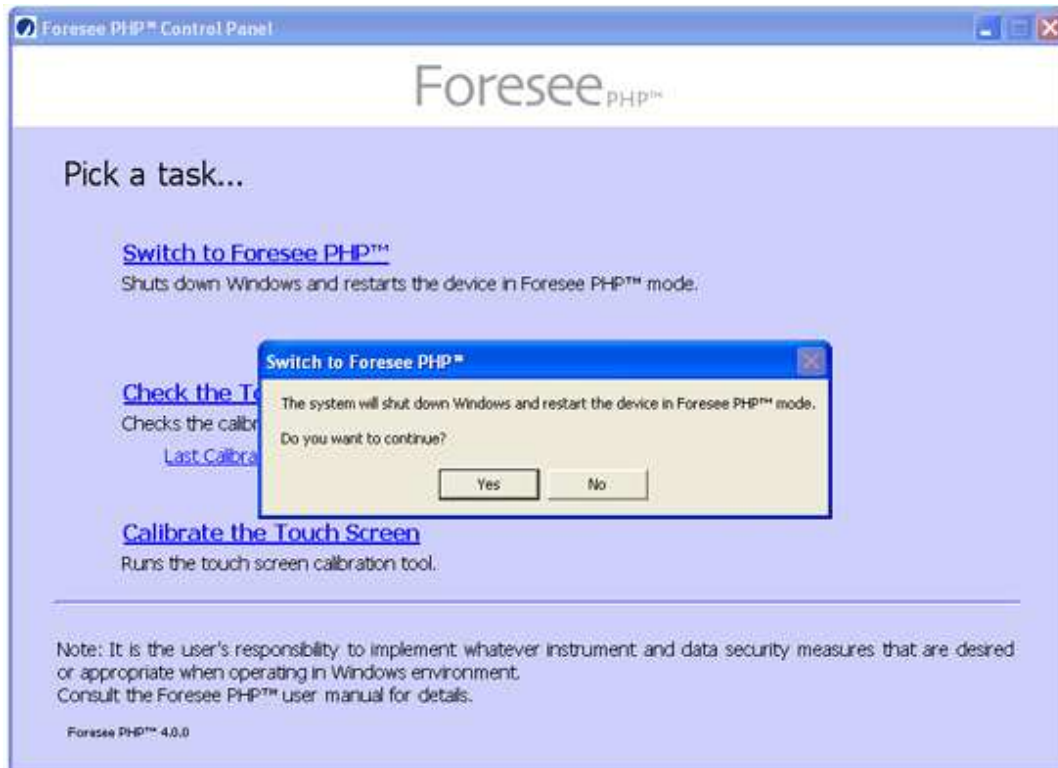 Foresee PHP™ Control Panel
Foresee PHP™
Pick a task...
Switch to Foresee PHP™
Shuts down Windows and restarts the device in Foresee PHP™ mode.
Switch to Foresee PHP™
The system will shut down Windows and restart the device in Foresee PHP™ mode.
Do you want to continue?
Yes No
Check the
Checks the
Last
Calibrate the Touch Screen
Runs the touch screen calibration tool.
Note: It is the user's responsibility to implement whatever instrument and data security measures that are desired
or appropriate when operating in Windows environment.
Consult the Foresee PHP™ user manual for details.
Foresee PHP™ 4.0.0